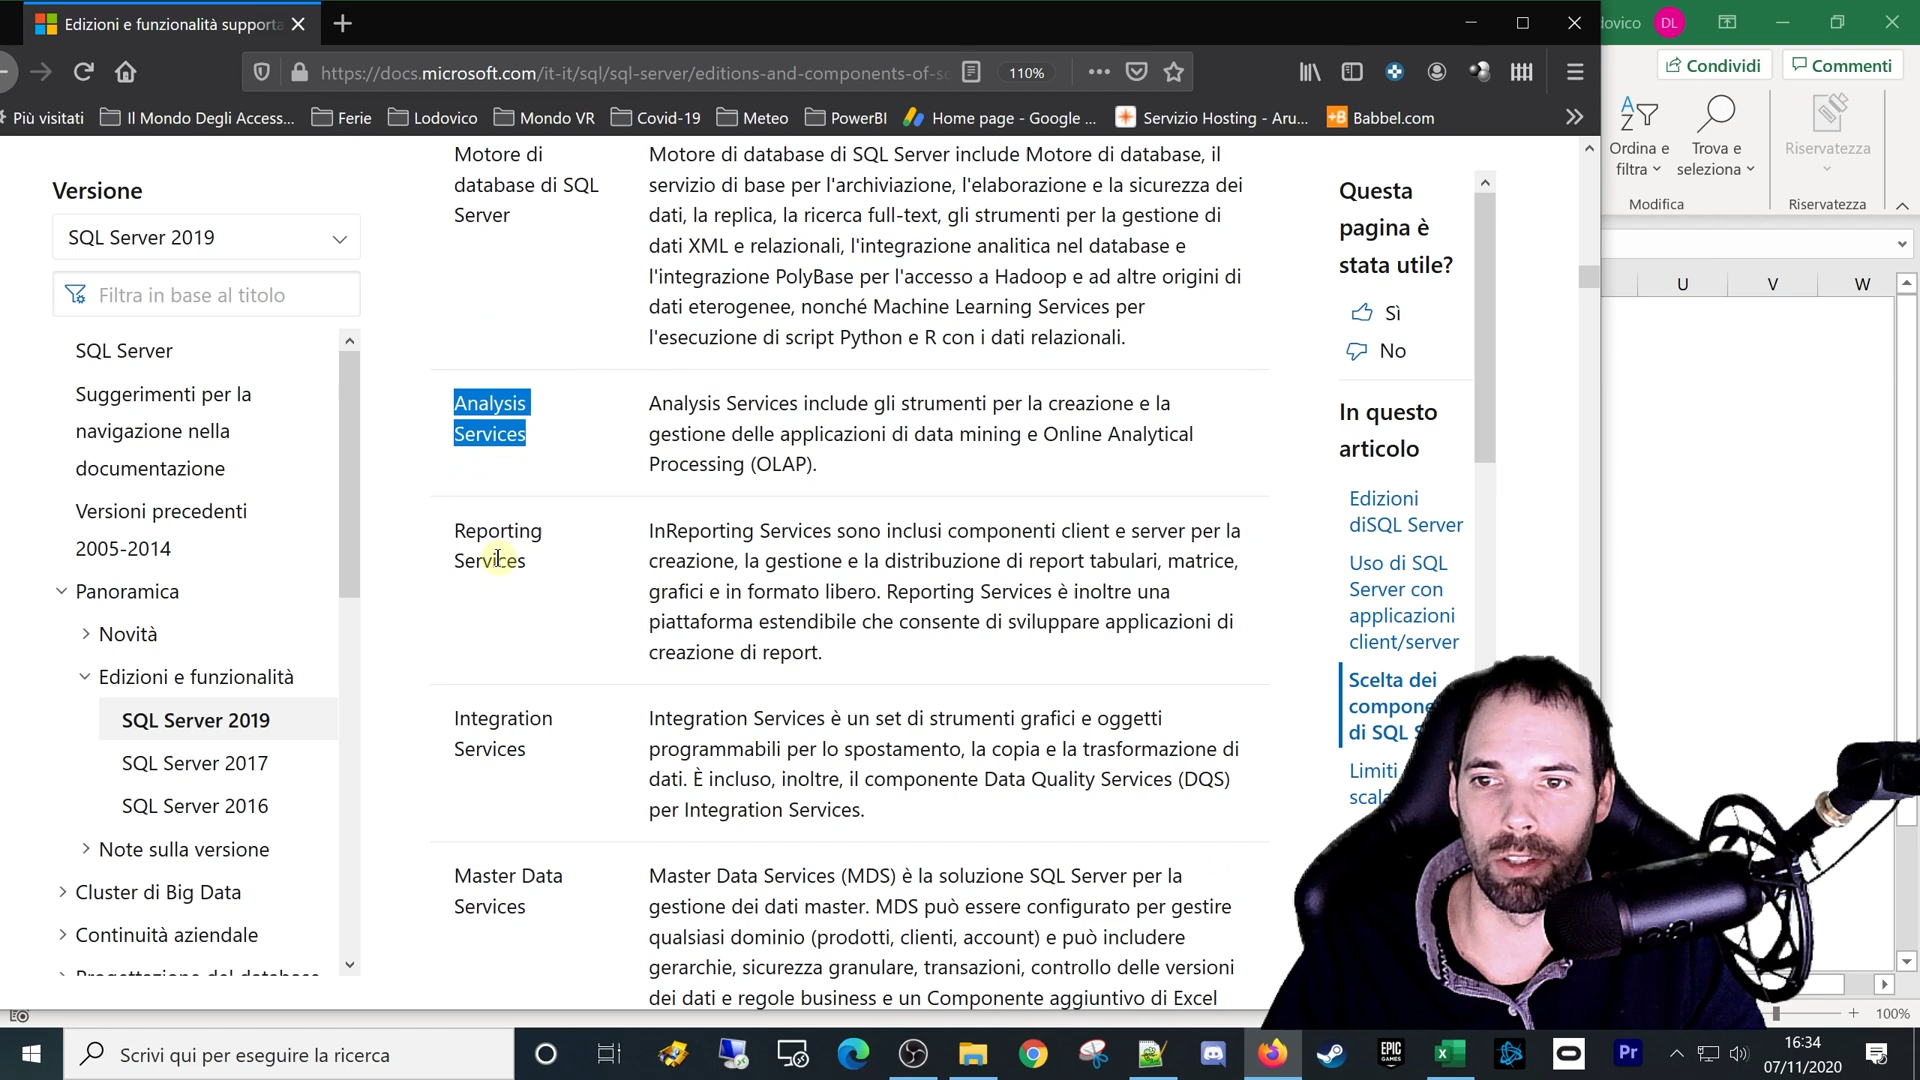 Edizioni e funzionalità supporta
ovico
DL
https://docs.microsoft.com/it-it/sql/sql-server/editions-and-components-of-sc
110%
Condividi
Commenti
Più visitati
Il Mondo Degli Access...
Ferie
Lodovico
Mondo VR
Covid-19
Meteo
PowerBI
Home page - Google ...
Servizio Hosting - Aru...
Babbel.com
Ordina e
filtra
Trova e
seleziona
Riservatezza
Modifica
Riservatezza
U
V
W
Versione
SQL Server 2019
Filtra in base al titolo
SQL Server
Suggerimenti per la
navigazione nella
documentazione
Versioni precedenti
2005-2014
Panoramica
Novità
Edizioni e funzionalità
SQL Server 2019
SQL Server 2017
SQL Server 2016
Note sulla versione
Cluster di Big Data
Continuità aziendale
Progettazione del database
Motore di
database di SQL
Server
Motore di database di SQL Server include Motore di database, il
servizio di base per l'archiviazione, l'elaborazione e la sicurezza dei
dati, la replica, la ricerca full-text, gli strumenti per la gestione di
dati XML e relazionali, l'integrazione analitica nel database e
l'integrazione PolyBase per l'accesso a Hadoop e ad altre origini di
dati eterogenee, nonché Machine Learning Services per
l'esecuzione di script Python e R con i dati relazionali.
Analysis
Services
Analysis Services include gli strumenti per la creazione e la
gestione delle applicazioni di data mining e Online Analytical
Processing (OLAP).
Reporting
Services
InReporting Services sono inclusi componenti client e server per la
creazione, la gestione e la distribuzione di report tabulari, matrice,
grafici e in formato libero. Reporting Services è inoltre una
piattaforma estendibile che consente di sviluppare applicazioni di
creazione di report.
Integration
Services
Integration Services è un set di strumenti grafici e oggetti
programmabili per lo spostamento, la copia e la trasformazione di
dati. È incluso, inoltre, il componente Data Quality Services (DQS)
per Integration Services.
Master Data
Services
Master Data Services (MDS) è la soluzione SQL Server per la
gestione dei dati master. MDS può essere configurato per gestire
qualsiasi dominio (prodotti, clienti, account) e può includere
gerarchie, sicurezza granulare, transazioni, controllo delle versioni
dei dati e regole business e un Componente aggiuntivo di Excel
Questa
pagina è
stata utile?
Sì
No
In questo
articolo
Edizioni
diSQL Server
Uso di SQL
Server con
applicazioni
client/server
Scelta dei
compone
di SQL S
Limiti
scala
100%
Scrivi qui per eseguire la ricerca
EPIC
GAMES
Pr
16:34
07/11/2020